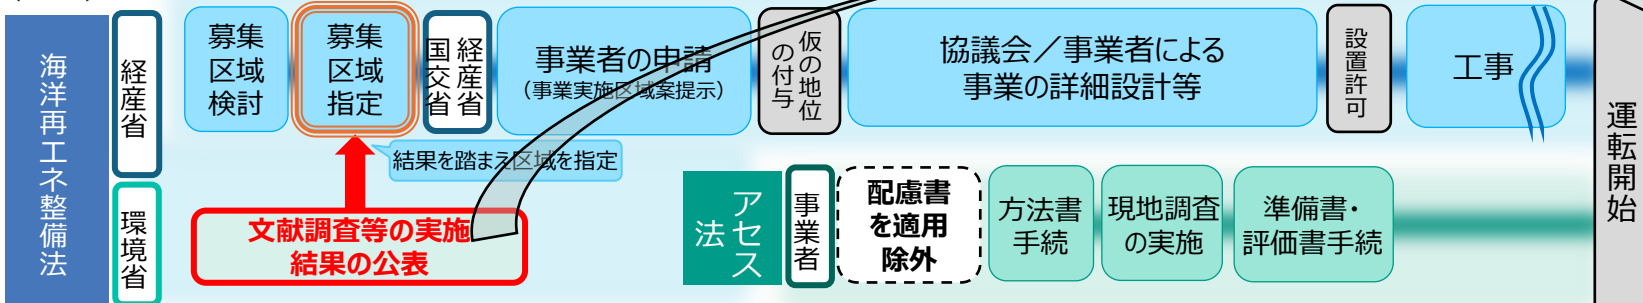 海洋再エネ整備法
経産省
募集
区域
検討
募集
区域
指定
経産省
国交省
事業者の申請
（事業実施区域案提示）
仮の地位
の付与
協議会／事業者による
事業の詳細設計等
設置許可
工事
運転開始
結果を踏まえ区域を指定
環境省
文献調査等の実施
結果の公表
アセス
法
事業者
配慮書
を適用
除外
方法書
手続
現地調査
の実施
準備書・
評価書手続